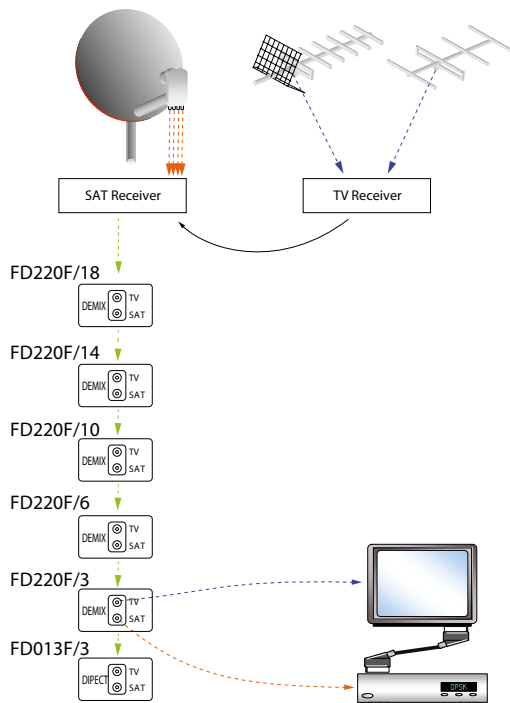 SAT Receiver
TV Receiver
FD220F/18
DEMIX
TV
SAT
FD220F/14
DEMIX
TV
SAT
FD220F/10
DEMIX
TV
SAT
FD220F/6
DEMIX
TV
SAT
FD220F/3
DEMIX
TV
SAT
FD013F/3
DIPECT
TV
SAT
OPSK